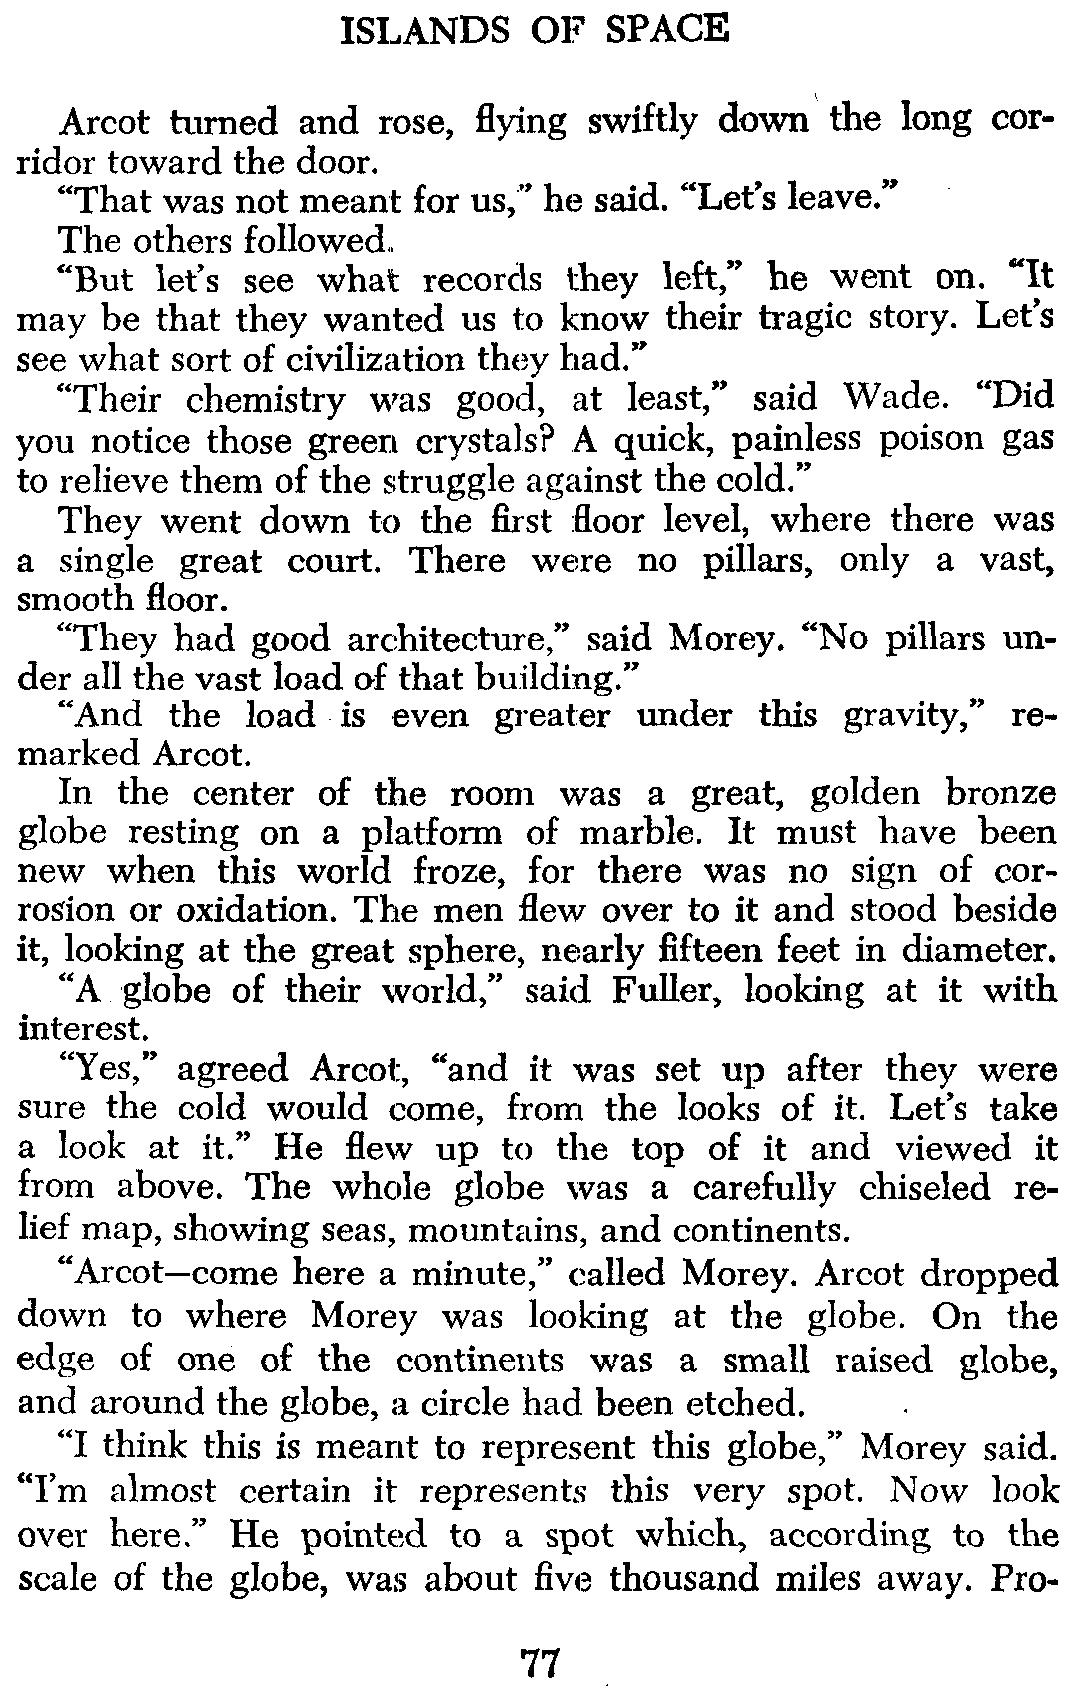 ISLANDS OF SPACE
Arcot turned and rose, flying swiftly down the long cor-
ridor toward the door.
“That was not meant for us,” he said. “Let’s leave.”
The others followed.
“But let’s see what records they left,” he went on. “It
may be that they wanted us to know their tragic story. Let’s
see what sort of civilization they had.”
“Their chemistry was good, at least,” said Wade. “Did
you notice those green crystals? A quick, painless poison gas
to relieve them of the struggle against the cold.”
They went down to the first floor level, where there was
a single great court. There were no pillars, only a vast,
smooth floor.
“They had good architecture,” said Morey. “No pillars un-
der all the vast load of that building.”
“And the load is even greater under this gravity,” re-
marked Arcot.
In the center of the room was a great, golden bronze
globe resting on a platform of marble. It must have been
new when this world froze, for there was no sign of cor-
rosion or oxidation. The men flew over to it and stood beside
it, looking at the great sphere, nearly fifteen feet in diameter.
“A globe of their world,” said Fuller, looking at it with
interest.
“Yes,” agreed Arcot, “and it was set up after they were
sure the cold would come, from the looks of it. Let’s take
a look at it.” He flew up to the top of it and viewed it
from above. The whole globe was a carefully chiseled re-
lief map, showing seas, mountains, and continents.
“Arcot—come here a minute,” called Morey. Arcot dropped
down to where Morey was looking at the globe. On the
edge of one of the continents was a small raised globe,
and around the globe, a circle had been etched.
“I think this is meant to represent this globe,” Morey said.
“I’m almost certain it represents this very spot. Now look
over here.” He pointed to a spot which, according to the
scale of the globe, was about five thousand miles away. Pro-
77